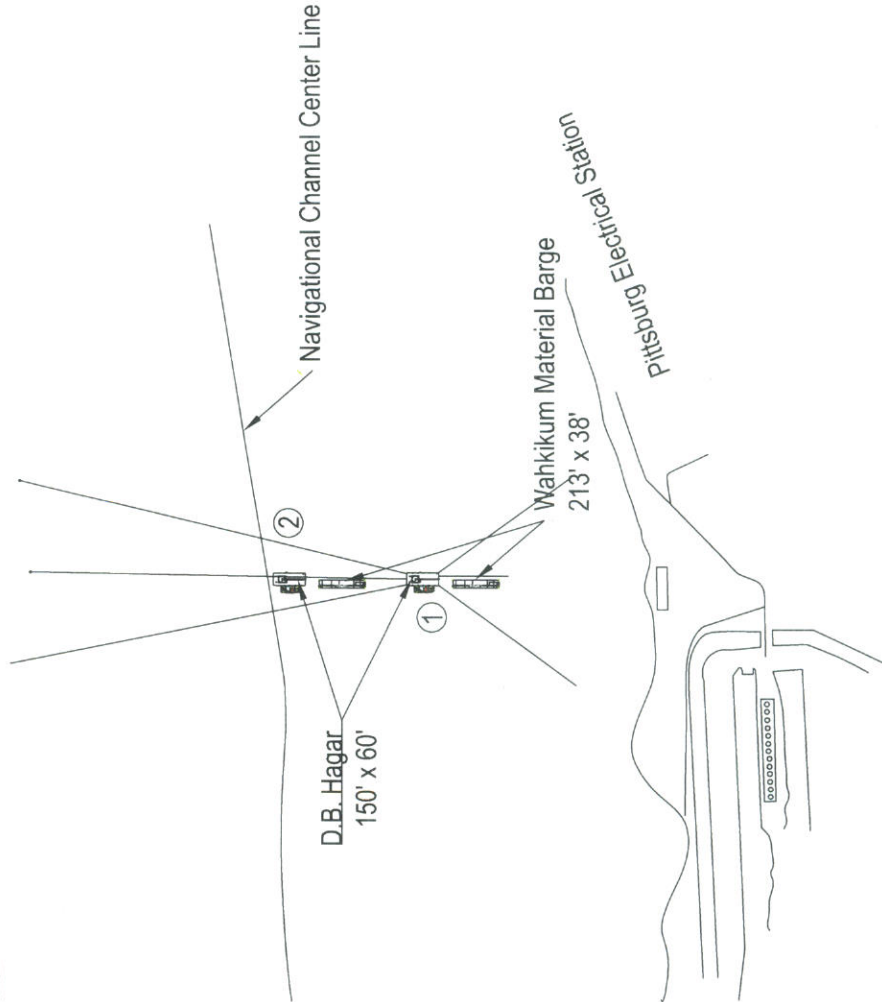 Navigational Channel Center Line
2
Wahkikum Material Barge
213' x 38'
1
D.B. Hagar
150' x 60'
Pittsburg Electrical Station